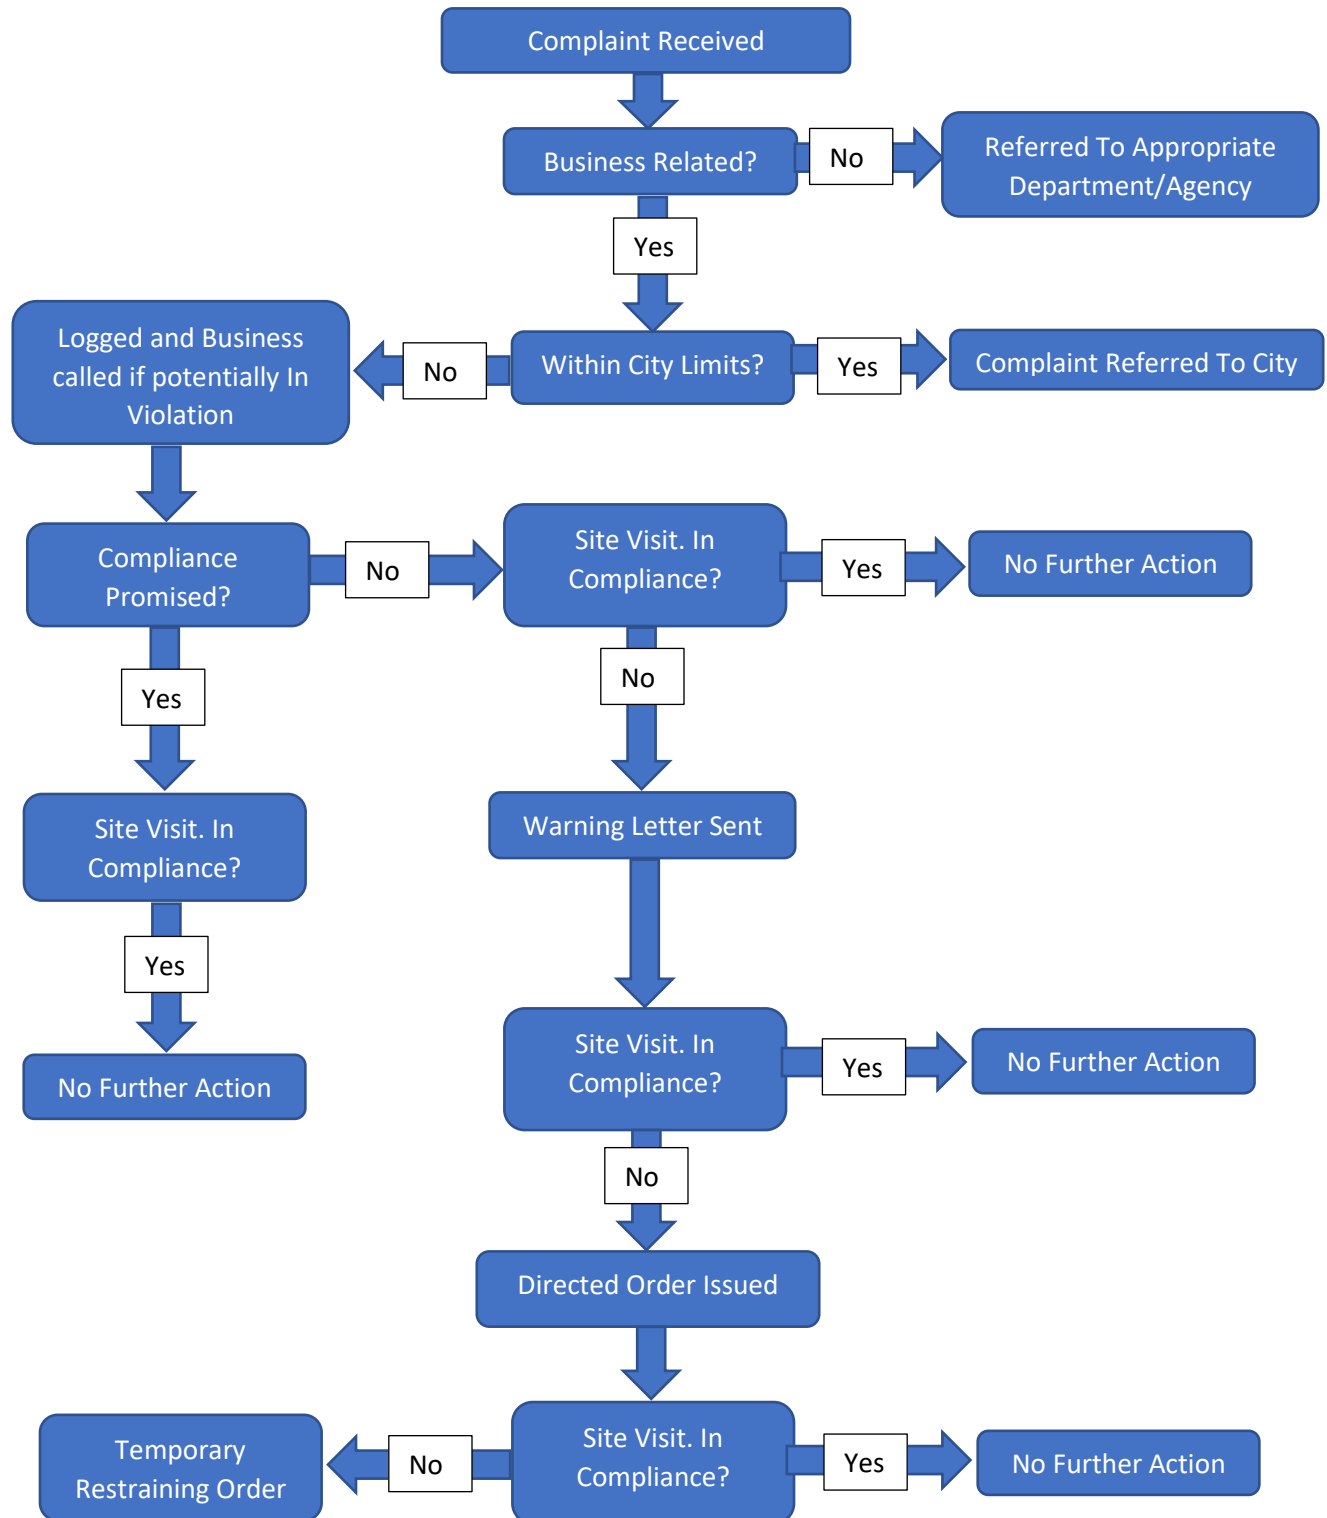 Complaint Received
Business Related?
No
Referred To Appropriate
Department/Agency
Yes
Logged and Business
called if potentially In
Violation
No
Within City Limits?
Yes
Complaint Referred To City
Compliance
Promised?
No
Site Visit. In
Compliance?
Yes
No Further Action
Yes
No
Site Visit. In
Compliance?
Warning Letter Sent
Yes
No Further Action
Site Visit. In
Compliance?
Yes
No Further Action
No
Directed Order Issued
Temporary
Restraining Order
No
Site Visit. In
Compliance?
Yes
No Further Action